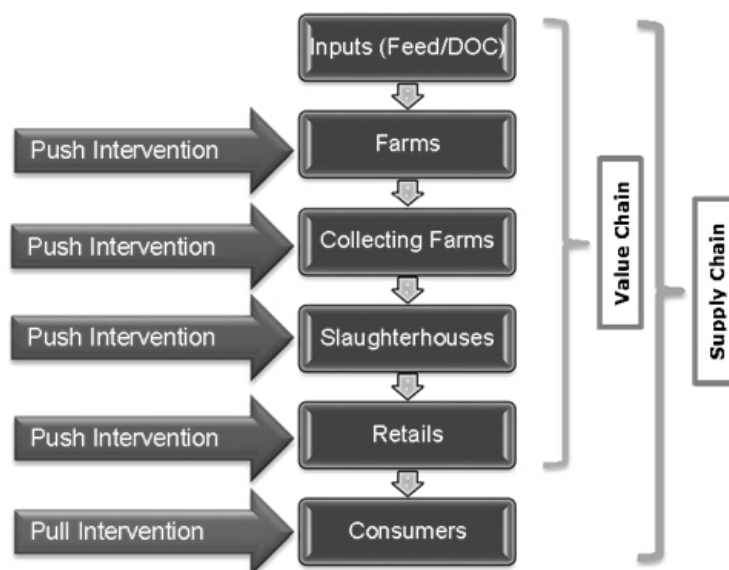 Inputs (Feed/DOC)
Push Intervention
Farms
Push Intervention
Collecting Farms
Push Intervention
Slaughterhouses
Push Intervention
Retails
Pull Intervention
Consumers
Value Chain
Supply Chain